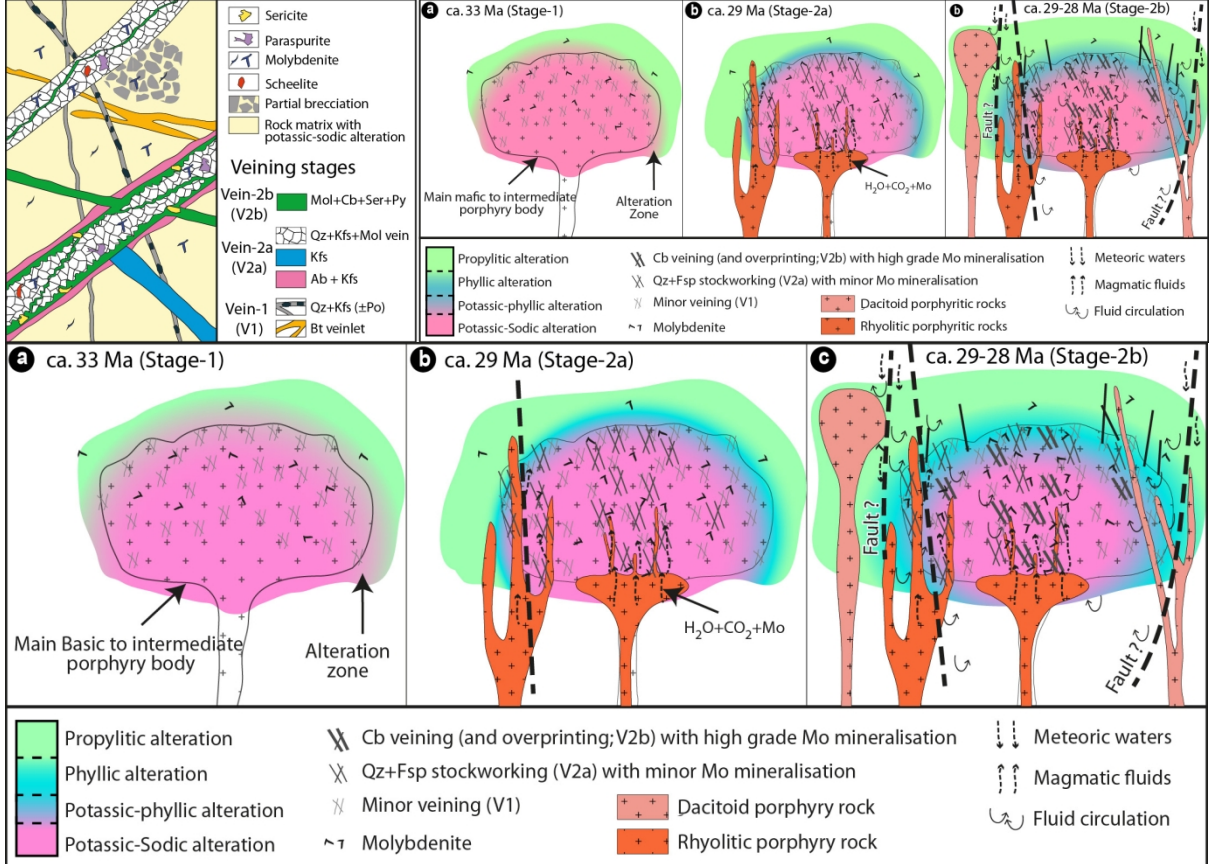 Sericite
Paraspurite
Molybdenite
Scheelite
Partial brecciation
Rock matrix with
potassic-sodic alteration
Veining stages
Vein-2b
(V2b)
Mol+Cb+Ser+Py
Qz+Kfs+Mol vein
Vein-2a
(V2a)
Kfs
Ab + Kfs
Vein-1
(V1)
Qz+Kfs (±Po)
Bt veinlet
a ca. 33 Ma (Stage-1)
Main mafic to intermediate
porphyry body
Alteration
Zone
b ca. 29 Ma (Stage-2a)
H2O+CO2+Mo
b ca. 29-28 Ma (Stage-2b)
Fault ?
Fault ?
Propylitic alteration
Phyllic alteration
Potassic-phyllic alteration
Potassic-Sodic alteration
Cb veining (and overprinting; V2b) with high grade Mo mineralisation
Qz+Fsp stockworking (V2a) with minor Mo mineralisation
Minor veining (V1)
Molybdenite
Dacitoid porphyritic rocks
Rhyolitic porphyritic rocks
Meteoric waters
Magmatic fluids
Fluid circulation
a ca. 33 Ma (Stage-1)
Main Basic to intermediate
porphyry body
Alteration
zone
b ca. 29 Ma (Stage-2a)
H2O+CO2+Mo
c ca. 29-28 Ma (Stage-2b)
Fault ?
Fault ?
Propylitic alteration
Phyllic alteration
Potassic-phyllic alteration
Potassic-Sodic alteration
Cb veining (and overprinting; V2b) with high grade Mo mineralisation
Qz+Fsp stockworking (V2a) with minor Mo mineralisation
Minor veining (V1)
Molybdenite
Dacitoid porphyry rock
Rhyolitic porphyry rock
Meteoric waters
Magmatic fluids
Fluid circulation